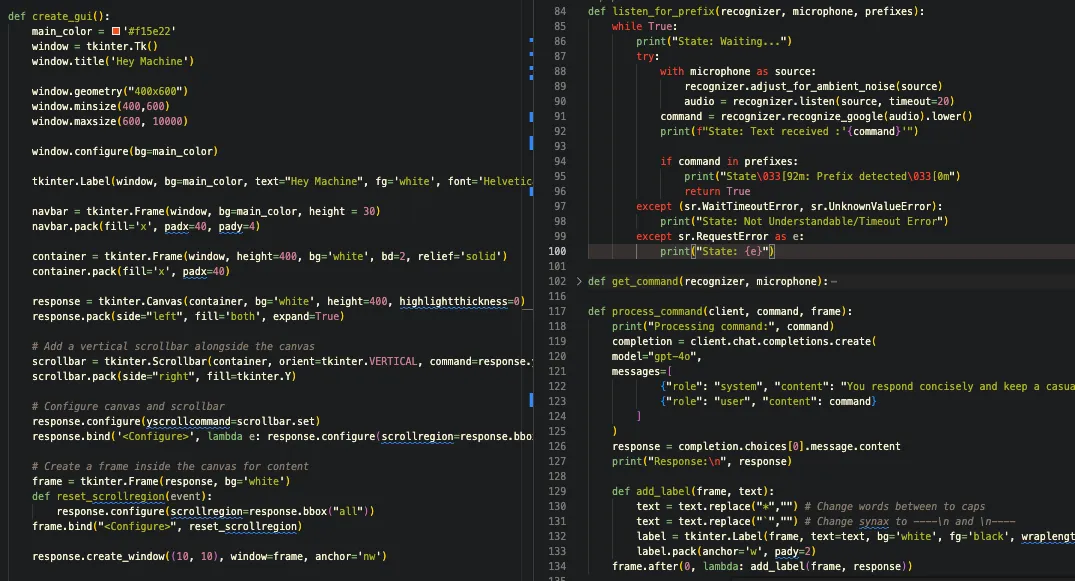 def create_gui():
main_color = '#f15e22'
window = tkinter.Tk()
window.title('Hey Machine')
window.geometry("400x600")
window.minsize(400,600)
window.maxsize(600, 10000)
window.configure(bg=main_color)
tkinter.Label(window, bg=main_color, text="Hey Machine", fg='white', font='Helvetic
navbar = tkinter.Frame(window, bg=main_color, height = 30)
navbar.pack(fill='x', padx=40, pady=4)
container = tkinter.Frame(window, height=400, bg='white', bd=2, relief='solid')
container.pack(fill='x', padx=40)
response = tkinter.Canvas(container, bg='white', height=400, highlightthickness=0)
response.pack(side="left", fill='both', expand=True)
# Add a vertical scrollbar alongside the canvas
scrollbar = tkinter.Scrollbar(container, orient=tkinter.VERTICAL, command=response.
scrollbar.pack(side="right", fill=tkinter.Y)
# Configure canvas and scrollbar
response.configure(yscrollcommand=scrollbar.set)
response.bind('<Configure>', lambda e: response.configure(scrollregion=response.bbo
# Create a frame inside the canvas for content
frame = tkinter.Frame(response, bg='white')
def reset_scrollregion(event):
response.configure(scrollregion=response.bbox("all"))
frame.bind("<Configure>", reset_scrollregion)
response.create_window((10, 10), window=frame, anchor='nw')
84 def listen_for_prefix(recognizer, microphone, prefixes):
85 while True:
86 print("State: Waiting...")
87 try:
88 with microphone as source:
89 recognizer.adjust_for_ambient_noise(source)
90 audio = recognizer.listen(source, timeout=20)
91 command = recognizer.recognize_google(audio).lower()
92 print(f"State: Text received :'{command}'")
93
94 if command in prefixes:
95 print("State\033[92m: Prefix detected\033[0m")
96 return True
97 except (sr.WaitTimeoutError, sr.UnknownValueError):
98 print("State: Not Understandable/Timeout Error")
99 except sr.RequestError as e:
100 print("State: {e}")
101
102 > def get_command(recognizer, microphone):
116
117 def process_command(client, command, frame):
118 print("Processing command:", command)
119 completion = client.chat.completions.create(
120 model="gpt-4o",
121 messages=[
122 {"role": "system", "content": "You respond concisely and keep a casua
123 {"role": "user", "content": command}
124 ]
125 )
126 response = completion.choices[0].message.content
127 print("Response:\n", response)
128
129 def add_label(frame, text):
130 text = text.replace("*","") # Change words between to caps
131 text = text.replace("`","") # Change synax to ----\n and \n----
132 label = tkinter.Label(frame, text=text, bg='white', fg='black', wraplengt
133 label.pack(anchor='w', pady=2)
134 frame.after(0, lambda: add_label(frame, response))